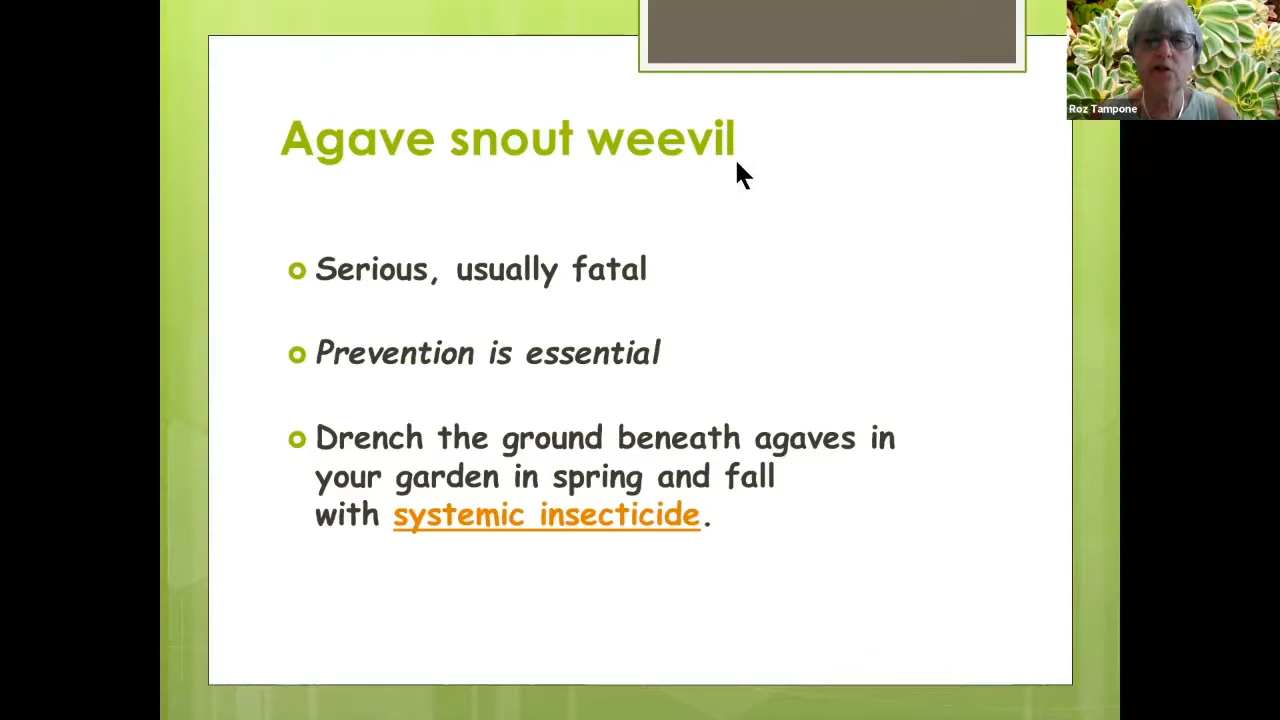 Roz Tampone
Agave snout weevil
Serious, usually fatal
Prevention is essential
Drench the ground beneath agaves in
your garden in spring and fall
with systemic insecticide.